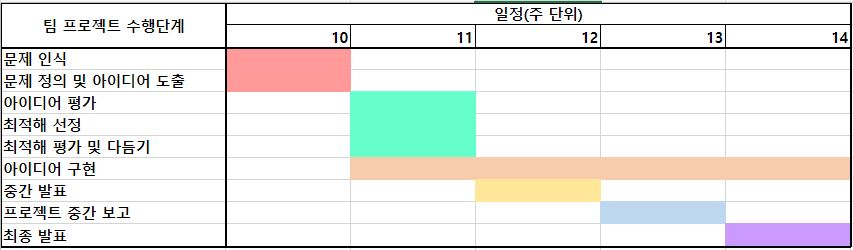 팀 프로젝트 수행단계
일정(주 단위)
10 11 12 13 14
문제 인식
문제 정의 및 아이디어 도출
아이디어 평가
최적해 선정
최적해 평가 및 다듬기
아이디어 구현
중간 발표
프로젝트 중간 보고
최종 발표